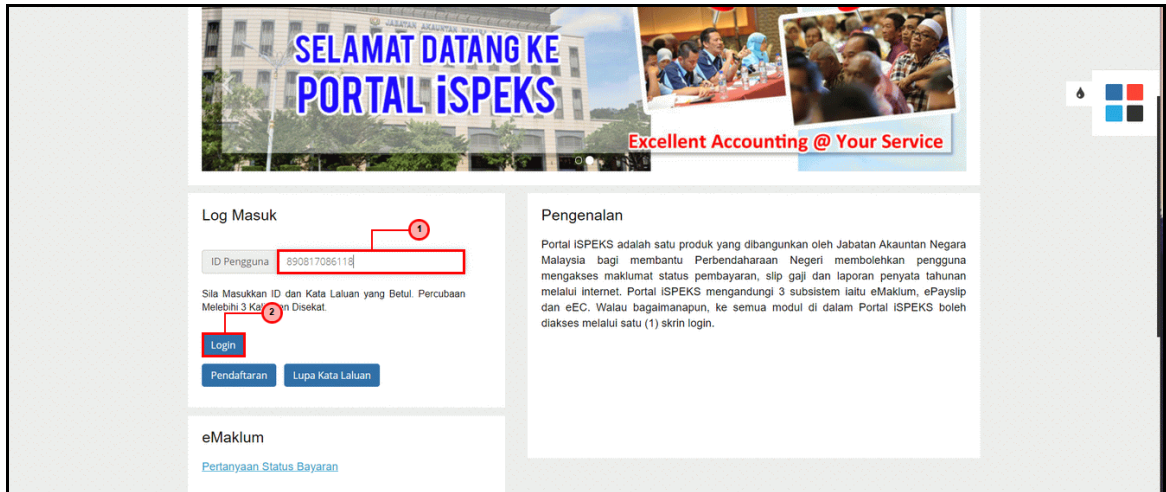 JABATAN AKAUNTAN NEGARA
SELAMAT DATANG KE
PORTAL iSPEKS
Excellent Accounting @ Your Service
Log Masuk
1
ID Pengguna 890817086118
Sila Masukkan ID dan Kata Laluan yang Betul. Percubaan
Melebihi 3 Kali Disekat.
2
Login
Pendaftaran Lupa Kata Laluan
eMaklum
Pertanyaan Status Bayaran
Pengenalan
Portal iSPEKS adalah satu produk yang dibangunkan oleh Jabatan Akauntan Negara
Malaysia bagi membantu Perbendaharaan Negeri membolehkan pengguna
mengakses maklumat status pembayaran, slip gaji dan laporan penyata tahunan
melalui internet. Portal iSPEKS mengandungi 3 subsistem iaitu eMaklum, ePayslip
dan eEC. Walau bagaimanapun, ke semua modul di dalam Portal iSPEKS boleh
diakses melalui satu (1) skrin login.